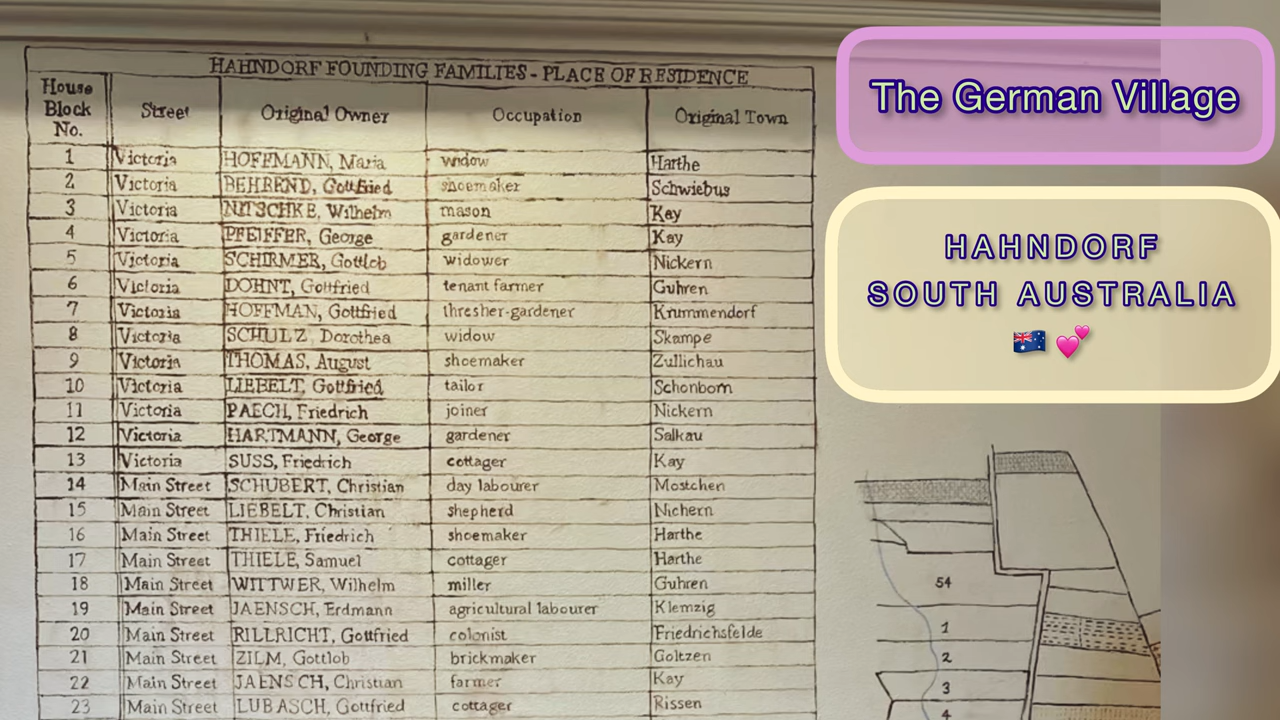 HAHNDORF FOUNDING FAMILIES - PLACE OF RESIDENCE
House Block No. Street Original Owner Occupation Original Town
1 Victoria HOFFMANN, Maria widow Harthe
2 Victoria BEHREND, Gottfried shoemaker Schwiebus
3 Victoria NITSCHKE, Wilhelm mason Kay
4 Victoria PFEIFFER, George gardener Kay
5 Victoria SCHIRMER, Gottlob widower Nickern
6 Victoria DOHNT, Gottfried tenant farmer Guhren
7 Victoria HOFFMAN, Gottfried thresher-gardener Krummendorf
8 Victoria SCHULZ, Dorothea widow Skampe
9 Victoria THOMAS, August shoemaker Zullichau
10 Victoria LIEBELT, Gottfried tailor Schonborn
11 Victoria PAECH, Friedrich joiner Nickern
12 Victoria HARTMANN, George gardener Salkau
13 Victoria SUSS, Friedrich cottager Kay
14 Main Street SCHUBERT, Christian day labourer Mostchen
15 Main Street LIEBELT, Christian shepherd Nichern
16 Main Street THIELE, Friedrich shoemaker Harthe
17 Main Street THIELE, Samuel cottager Harthe
18 Main Street WITTWER, Wilhelm miller Guhren
19 Main Street JAENSCH, Erdmann agricultural labourer Klemzig
20 Main Street RILLRICHT, Gottfried colonist Friedrichsfelde
21 Main Street ZILM, Gottlob brickmaker Goltzen
22 Main Street JAENSCH, Christian farmer Kay
23 Main Street LUBASCH, Gottfried cottager Rissen
The German Village
HAHNDORF
SOUTH AUSTRALIA
54
1
2
3
4